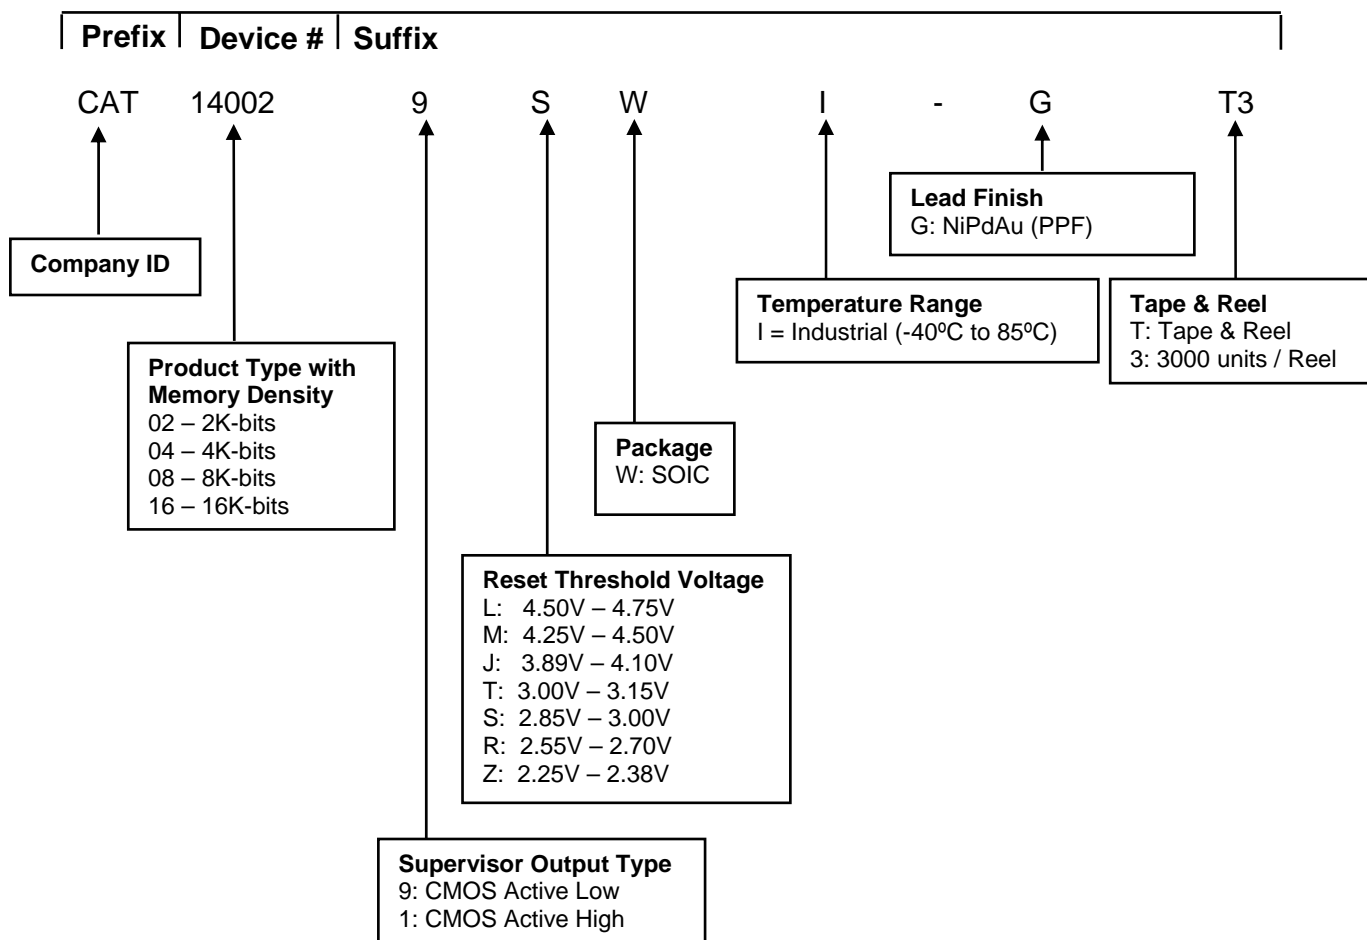 Prefix Device # Suffix
CAT 14002 9 S W I - G T3
Lead Finish
G: NiPdAu (PPF)
Company ID
Temperature Range
I = Industrial (-40ºC to 85ºC)
Tape & Reel
T: Tape & Reel
3: 3000 units / Reel
Product Type with
Memory Density
02 – 2K-bits
04 – 4K-bits
08 – 8K-bits
16 – 16K-bits
Package
W: SOIC
Reset Threshold Voltage
L: 4.50V – 4.75V
M: 4.25V – 4.50V
J: 3.89V – 4.10V
T: 3.00V – 3.15V
S: 2.85V – 3.00V
R: 2.55V – 2.70V
Z: 2.25V – 2.38V
Supervisor Output Type
9: CMOS Active Low
1: CMOS Active High